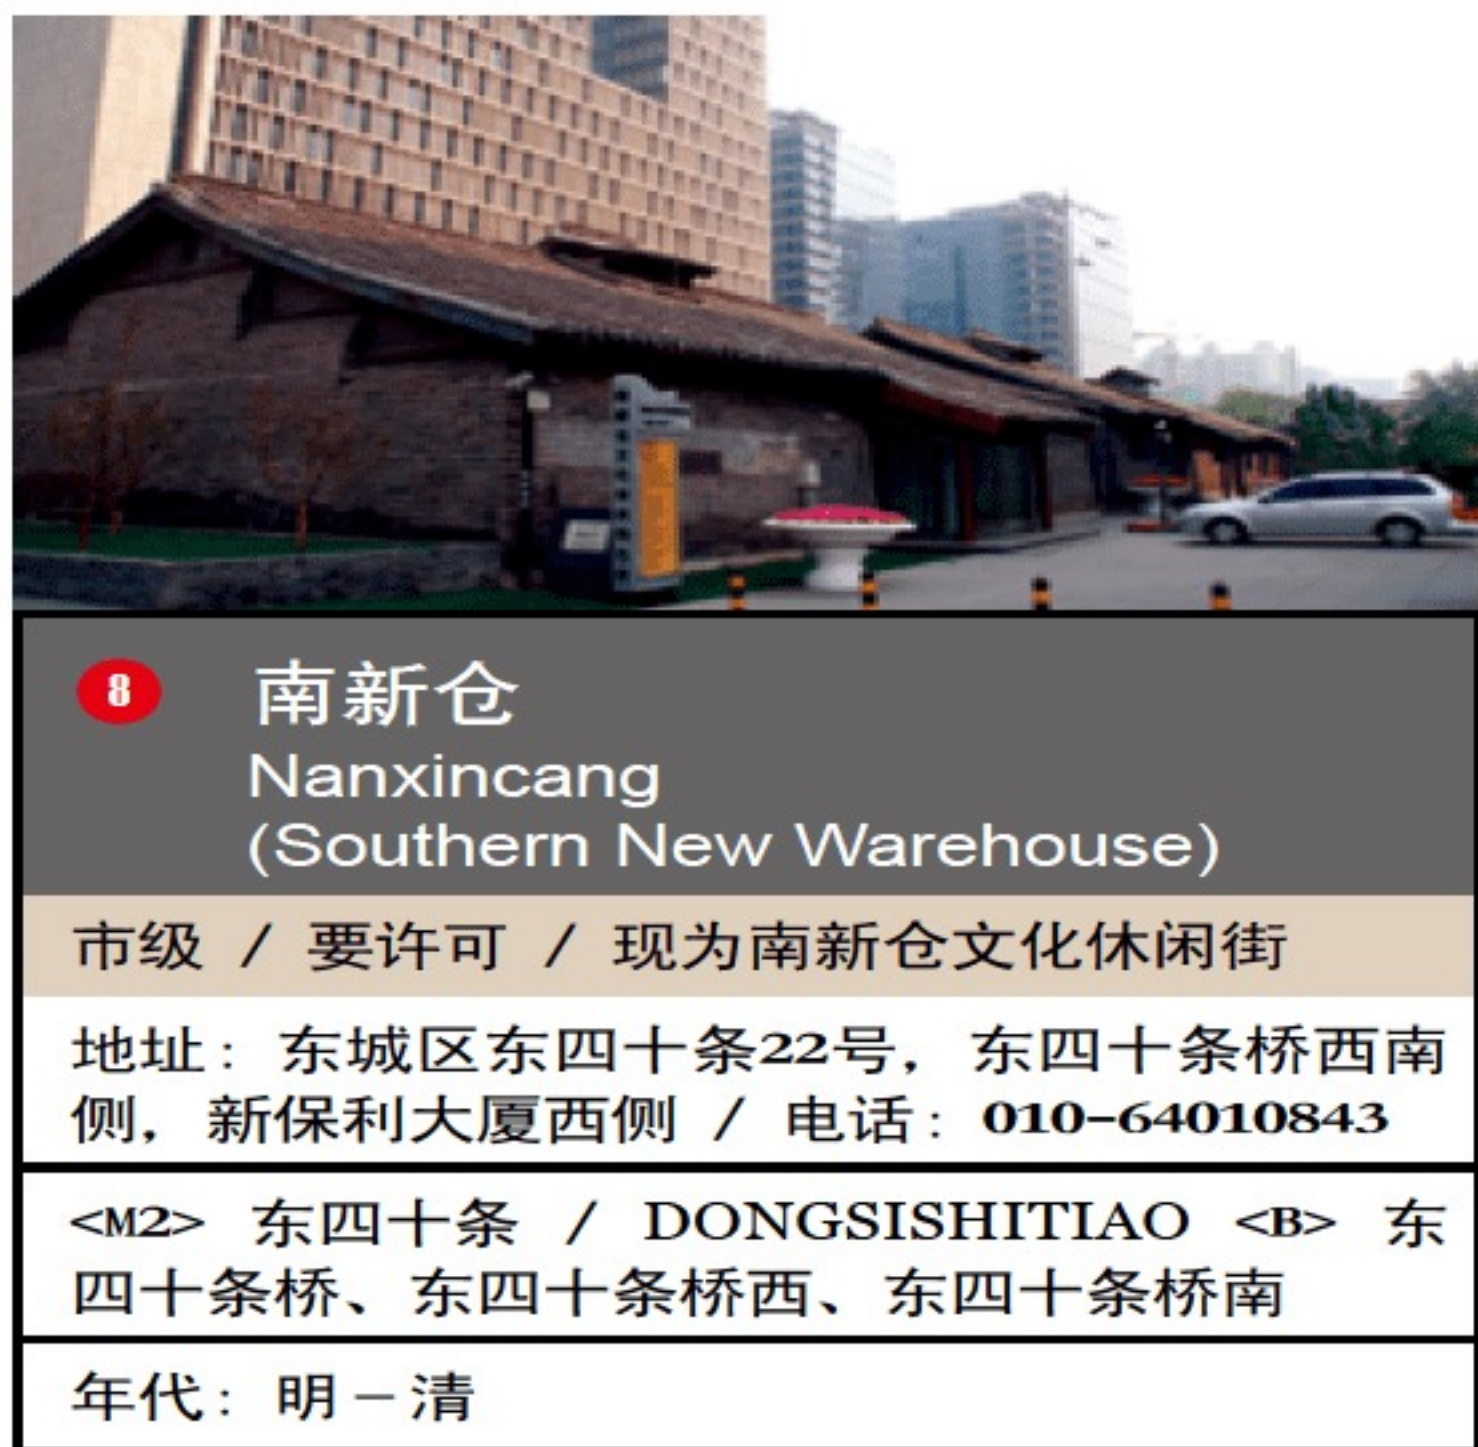 8 南新仓
Nanxincang
(Southern New Warehouse)
市级 / 要许可 / 现为南新仓文化休闲街
地址：东城区东四十条22号，东四十条桥西南
侧，新保利大厦西侧 / 电话：010-64010843
<M2> 东四十条 / DONGSISHITIAO <B> 东
四十条桥、东四十条桥西、东四十条桥南
年代：明－清